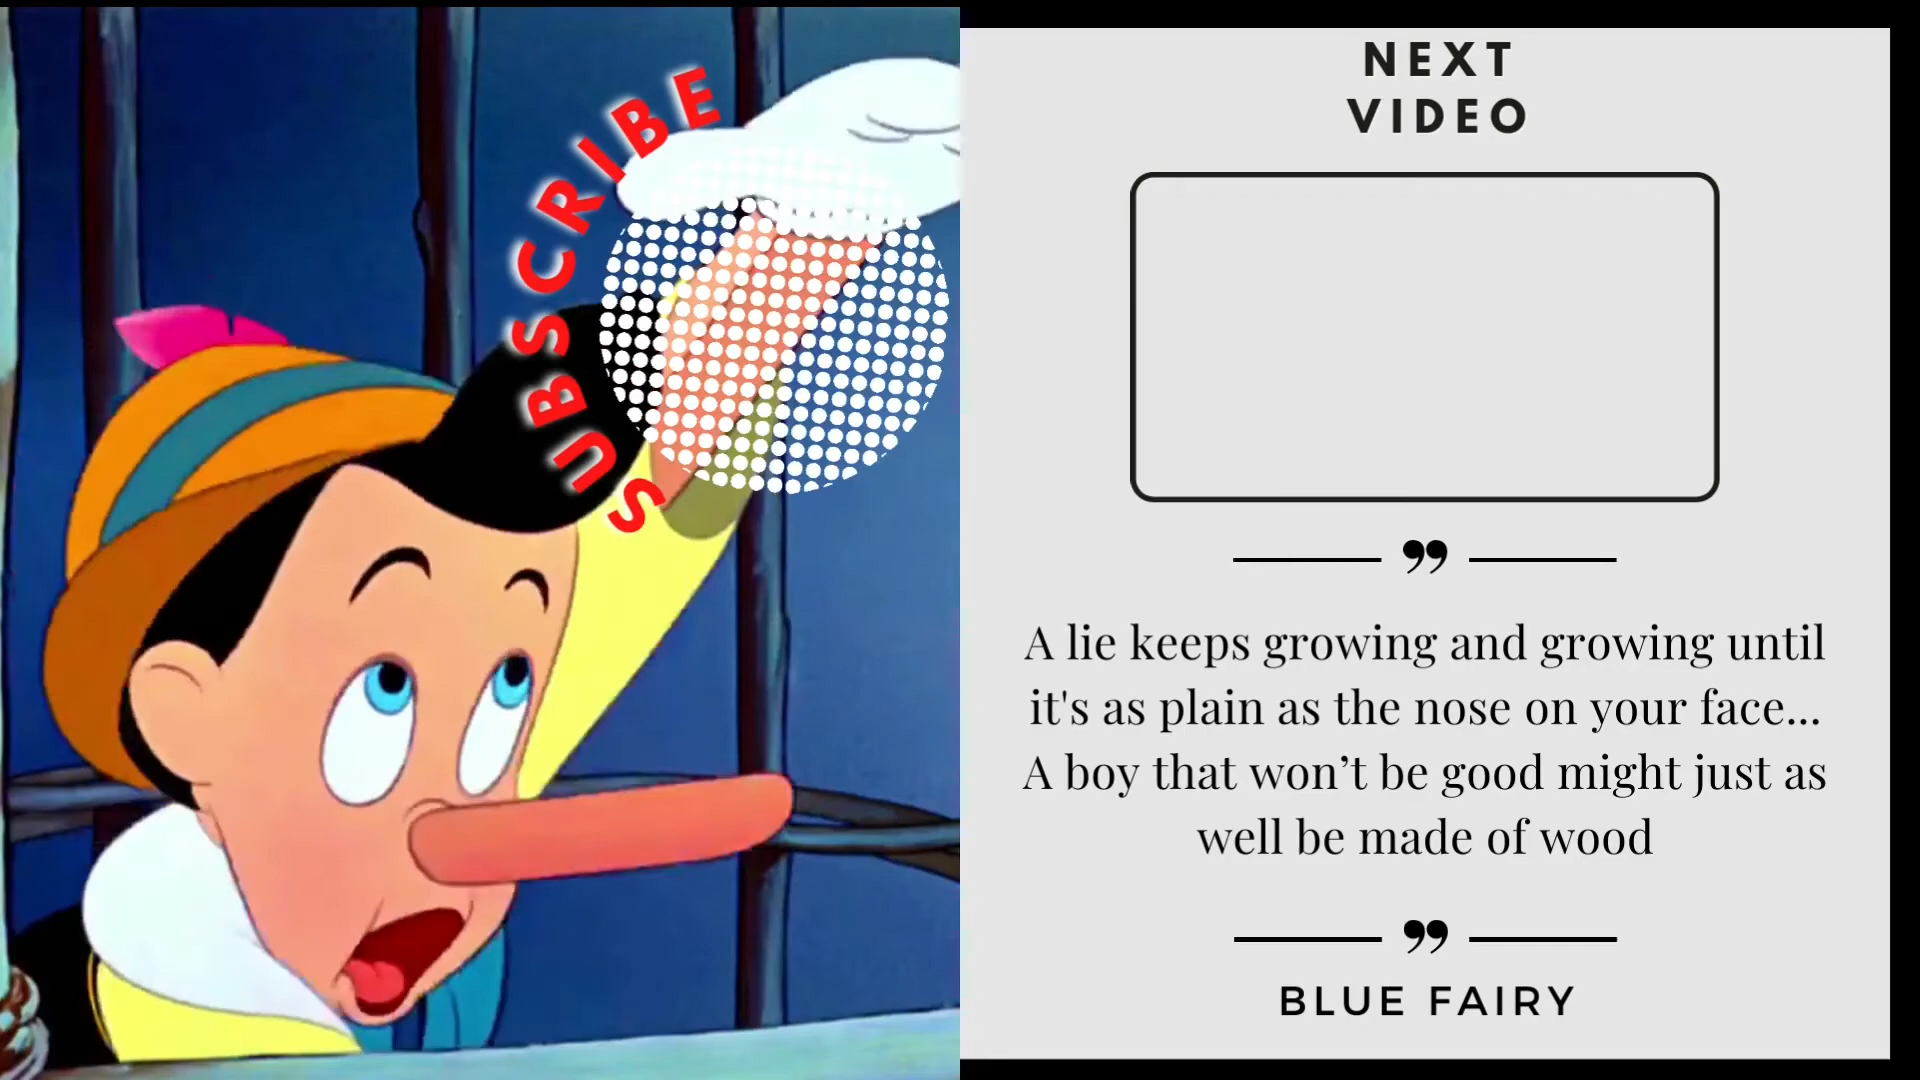 SUBSCRIBE
NEXT
VIDEO
”
A lie keeps growing and growing until
it's as plain as the nose on your face...
A boy that won’t be good might just as
well be made of wood
”
BLUE FAIRY